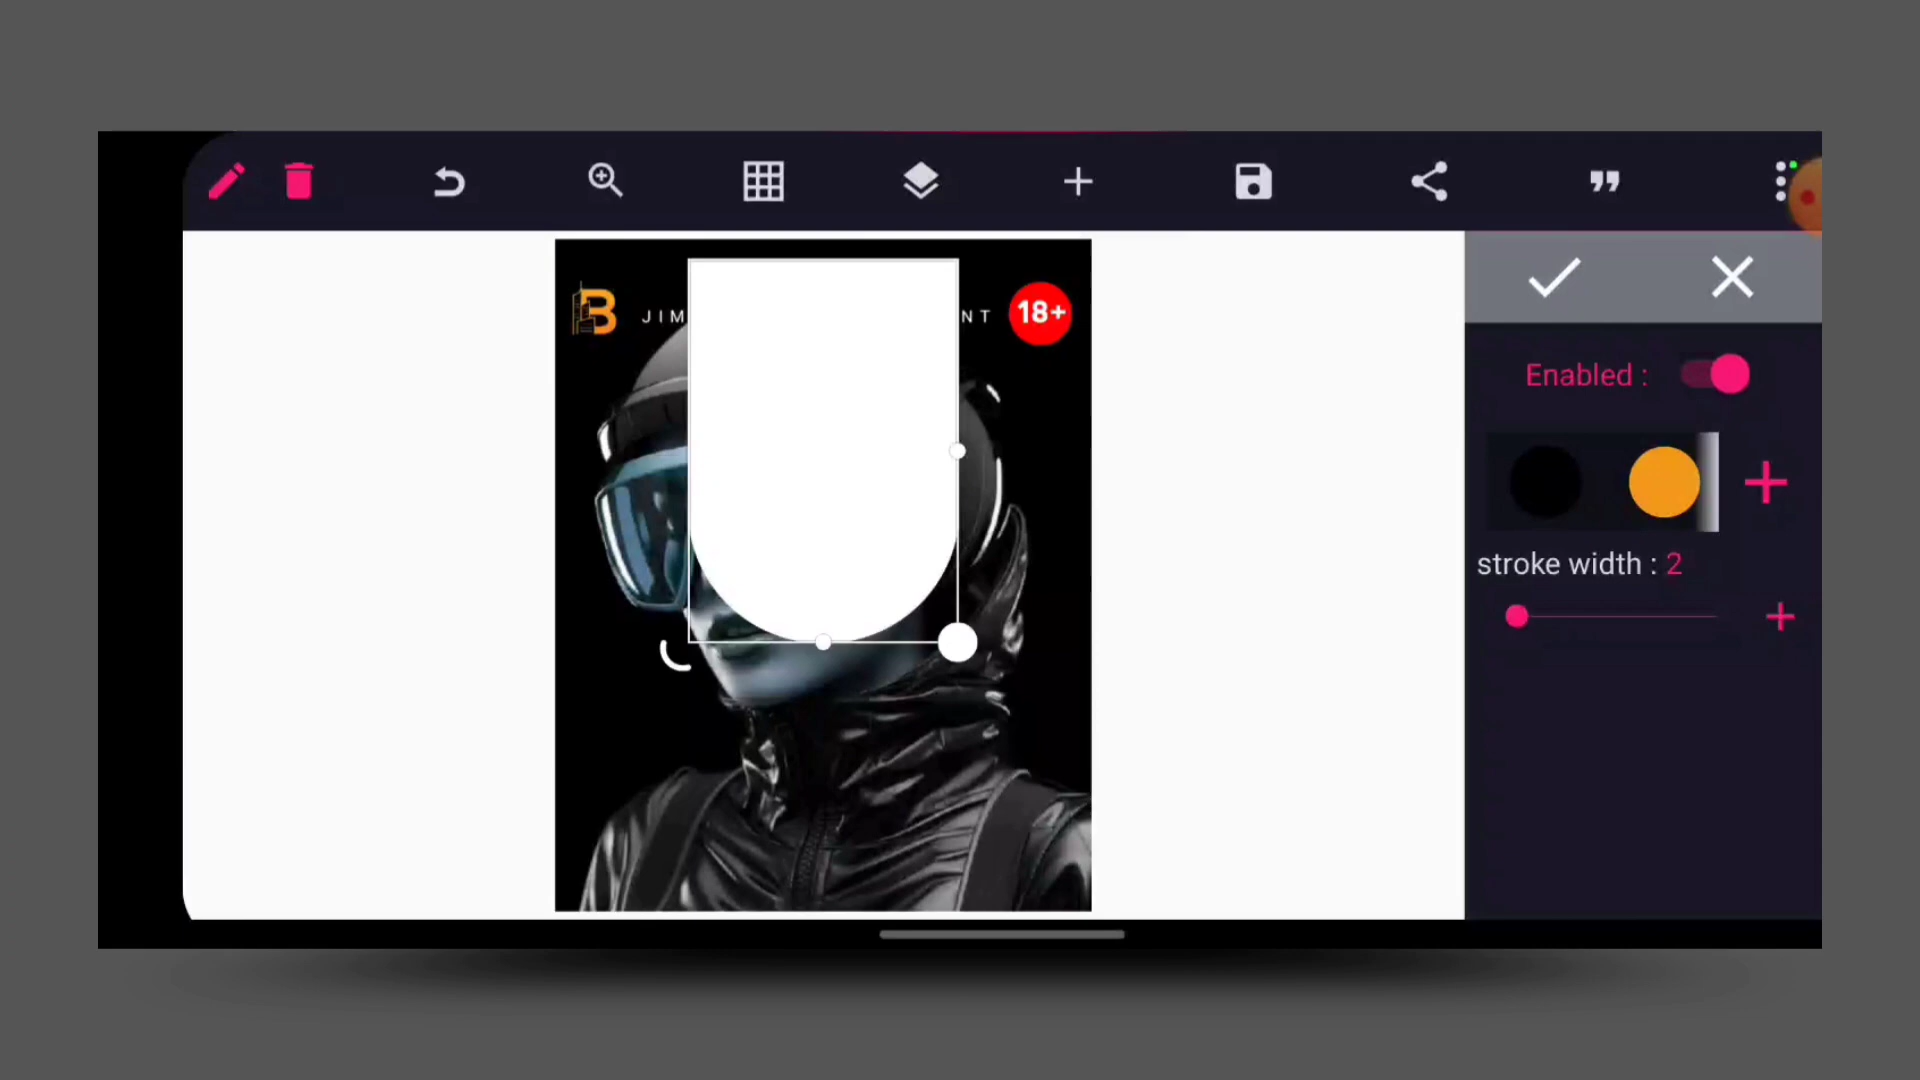 B JIM NT 18+
Enabled :
stroke width : 2